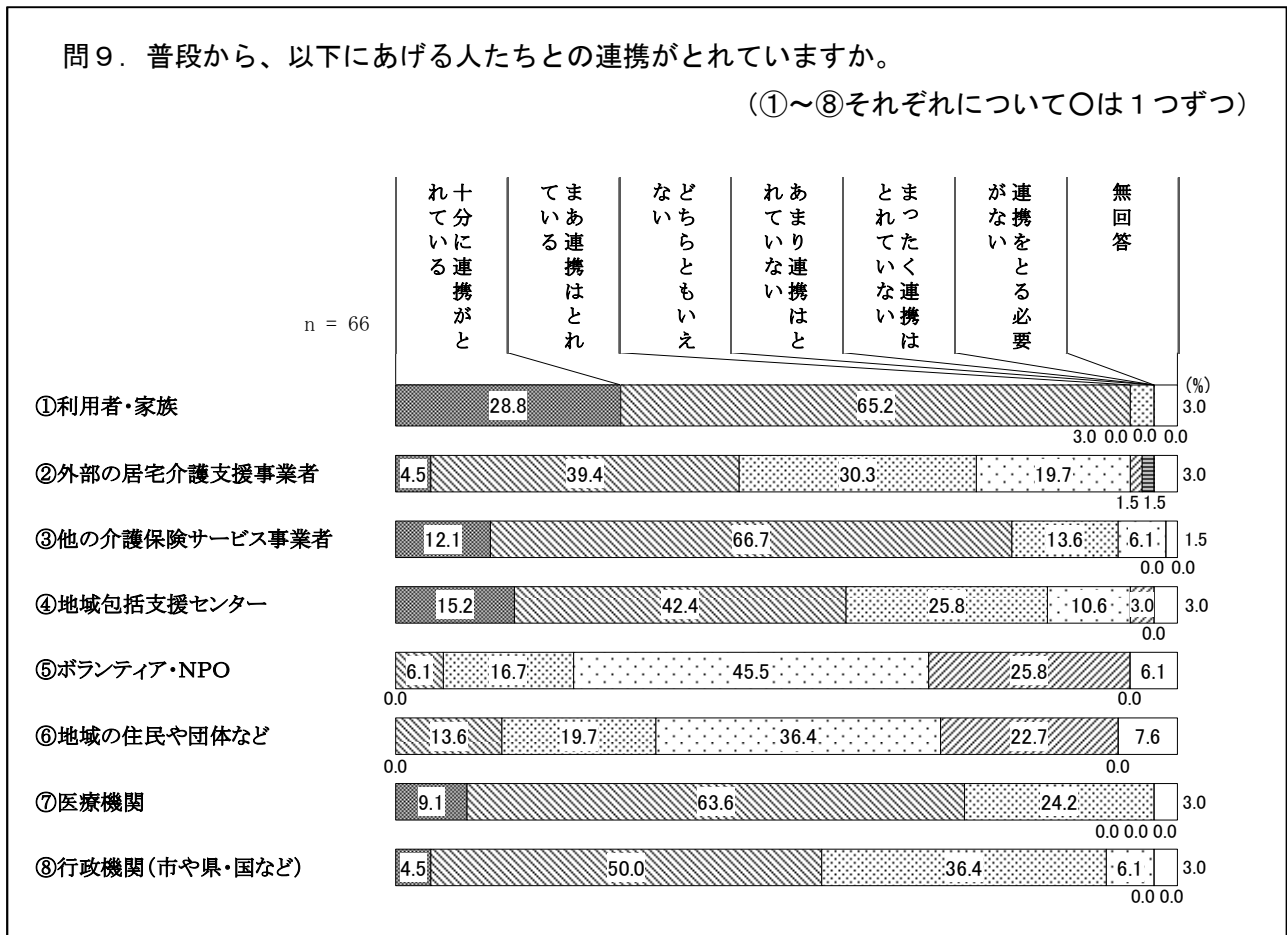 問９．普段から、以下にあげる人たちとの連携がとれていますか。
（①～⑧それぞれについて〇は１つずつ）
十分に連携がと
れている
まあ連携はとれ
ている
どちらともいえ
ない
あまり連携はと
れていない
まったく連携は
とれていない
連携をとる必要
がない
無回答
n = 66
(%)
①利用者・家族
28.8 65.2 3.0
3.0 0.0 0.0 0.0
②外部の居宅介護支援事業者
4.5 39.4 30.3 19.7 3.0
1.5 1.5
③他の介護保険サービス事業者
12.1 66.7 13.6 6.1 1.5
0.0 0.0
④地域包括支援センター
15.2 42.4 25.8 10.6 3.0 3.0
0.0
⑤ボランティア・NPO
6.1 16.7 45.5 25.8 6.1
0.0 0.0
⑥地域の住民や団体など
13.6 19.7 36.4 22.7 7.6
0.0 0.0
⑦医療機関
9.1 63.6 24.2 3.0
0.0 0.0 0.0
⑧行政機関（市や県・国など）
4.5 50.0 36.4 6.1 3.0
0.0 0.0